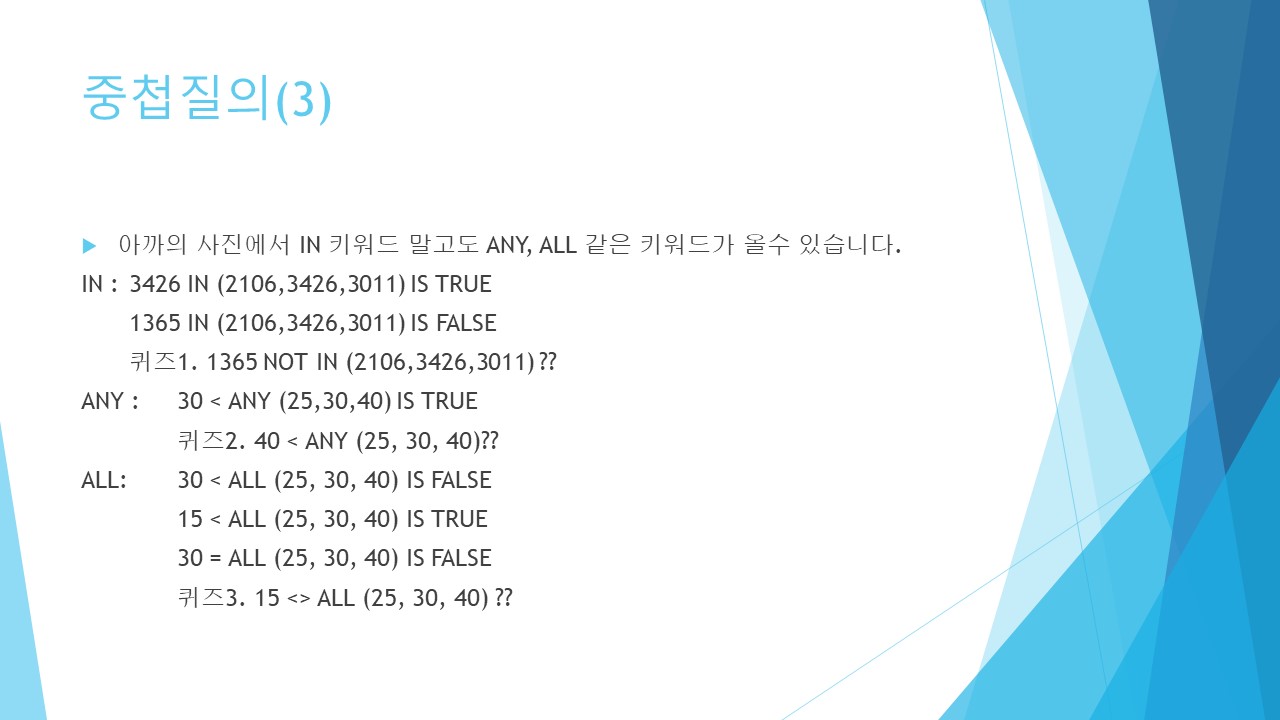 중첩질의(3)
▶ 아까의 사진에서 IN 키워드 말고도 ANY, ALL 같은 키워드가 올수 있습니다.
IN : 3426 IN (2106,3426,3011) IS TRUE
1365 IN (2106,3426,3011) IS FALSE
퀴즈1. 1365 NOT IN (2106,3426,3011) ??
ANY : 30 < ANY (25,30,40) IS TRUE
퀴즈2. 40 < ANY (25, 30, 40)??
ALL: 30 < ALL (25, 30, 40) IS FALSE
15 < ALL (25, 30, 40) IS TRUE
30 = ALL (25, 30, 40) IS FALSE
퀴즈3. 15 <> ALL (25, 30, 40) ??